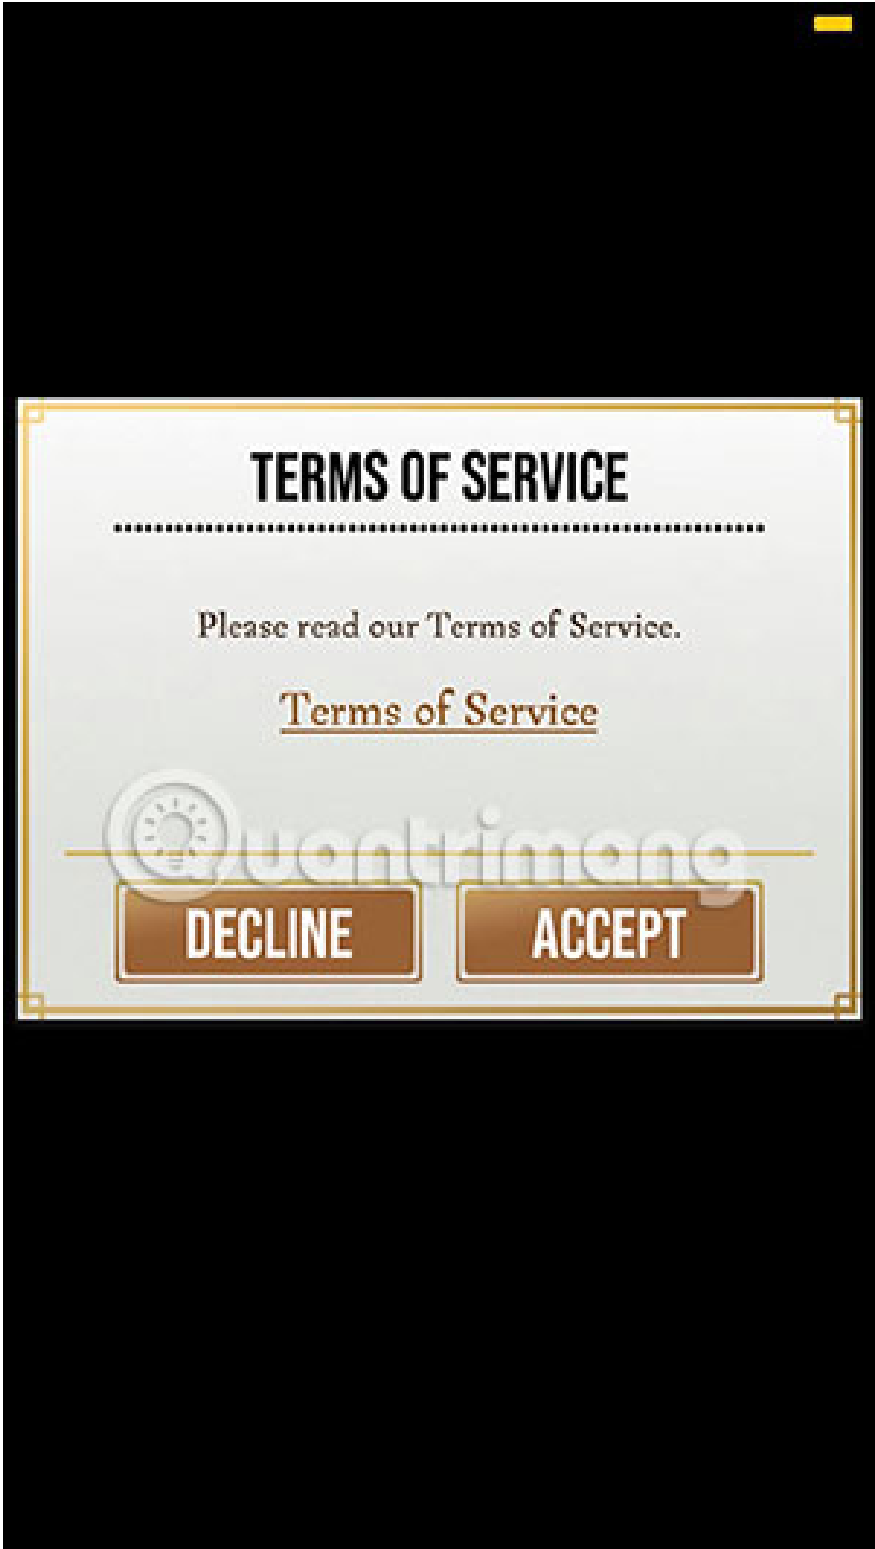 TERMS OF SERVICE
Please read our Terms of Service.
Terms of Service
Quantrimang
DECLINE
ACCEPT